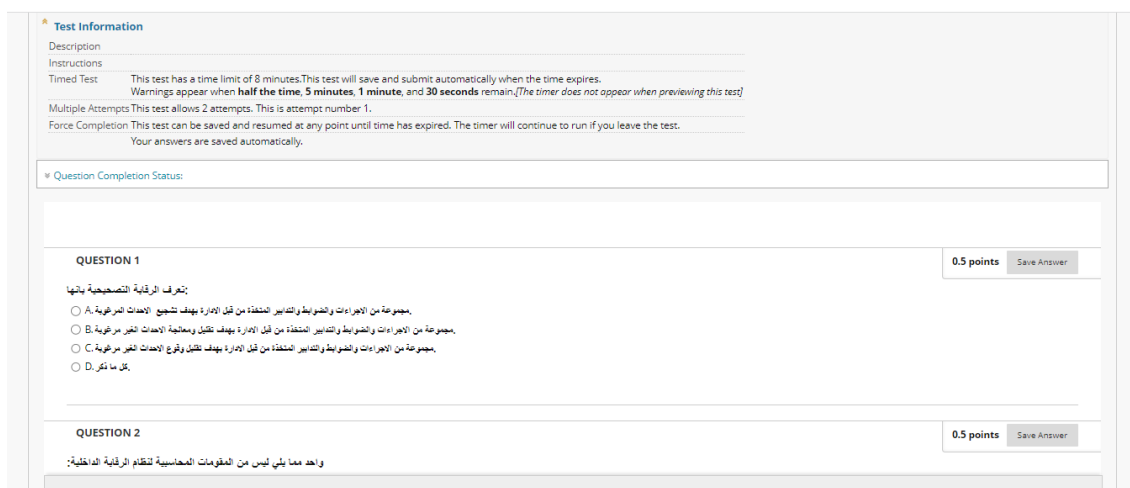 Test Information
Description
Instructions
Timed Test This test has a time limit of 8 minutes.This test will save and submit automatically when the time expires.
Warnings appear when half the time, 5 minutes, 1 minute, and 30 seconds remain.[The timer does not appear when previewing this test]
Multiple Attempts This test allows 2 attempts. This is attempt number 1.
Force Completion This test can be saved and resumed at any point until time has expired. The timer will continue to run if you leave the test.
Your answers are saved automatically.
Question Completion Status:
QUESTION 1
0.5 points Save Answer
تعرف الرقابة التصحيحية بانها:
A. مجموعة من الاجراءات والضوابط والتدابير المتخذة من قبل الادارة بهدف تشجيع الاحداث المرغوبة.
B. مجموعة من الاجراءات والضوابط والتدابير المتخذة من قبل الادارة بهدف تقليل ومعالجة الاحداث الغير مرغوبة.
C. مجموعة من الاجراءات والضوابط والتدابير المتخذة من قبل الادارة بهدف تقليل وقوع الاحداث الغير مرغوبة.
D. كل ما ذكر.
QUESTION 2
0.5 points Save Answer
واحد مما يلي ليس من المقومات المحاسبية لنظام الرقابة الداخلية: